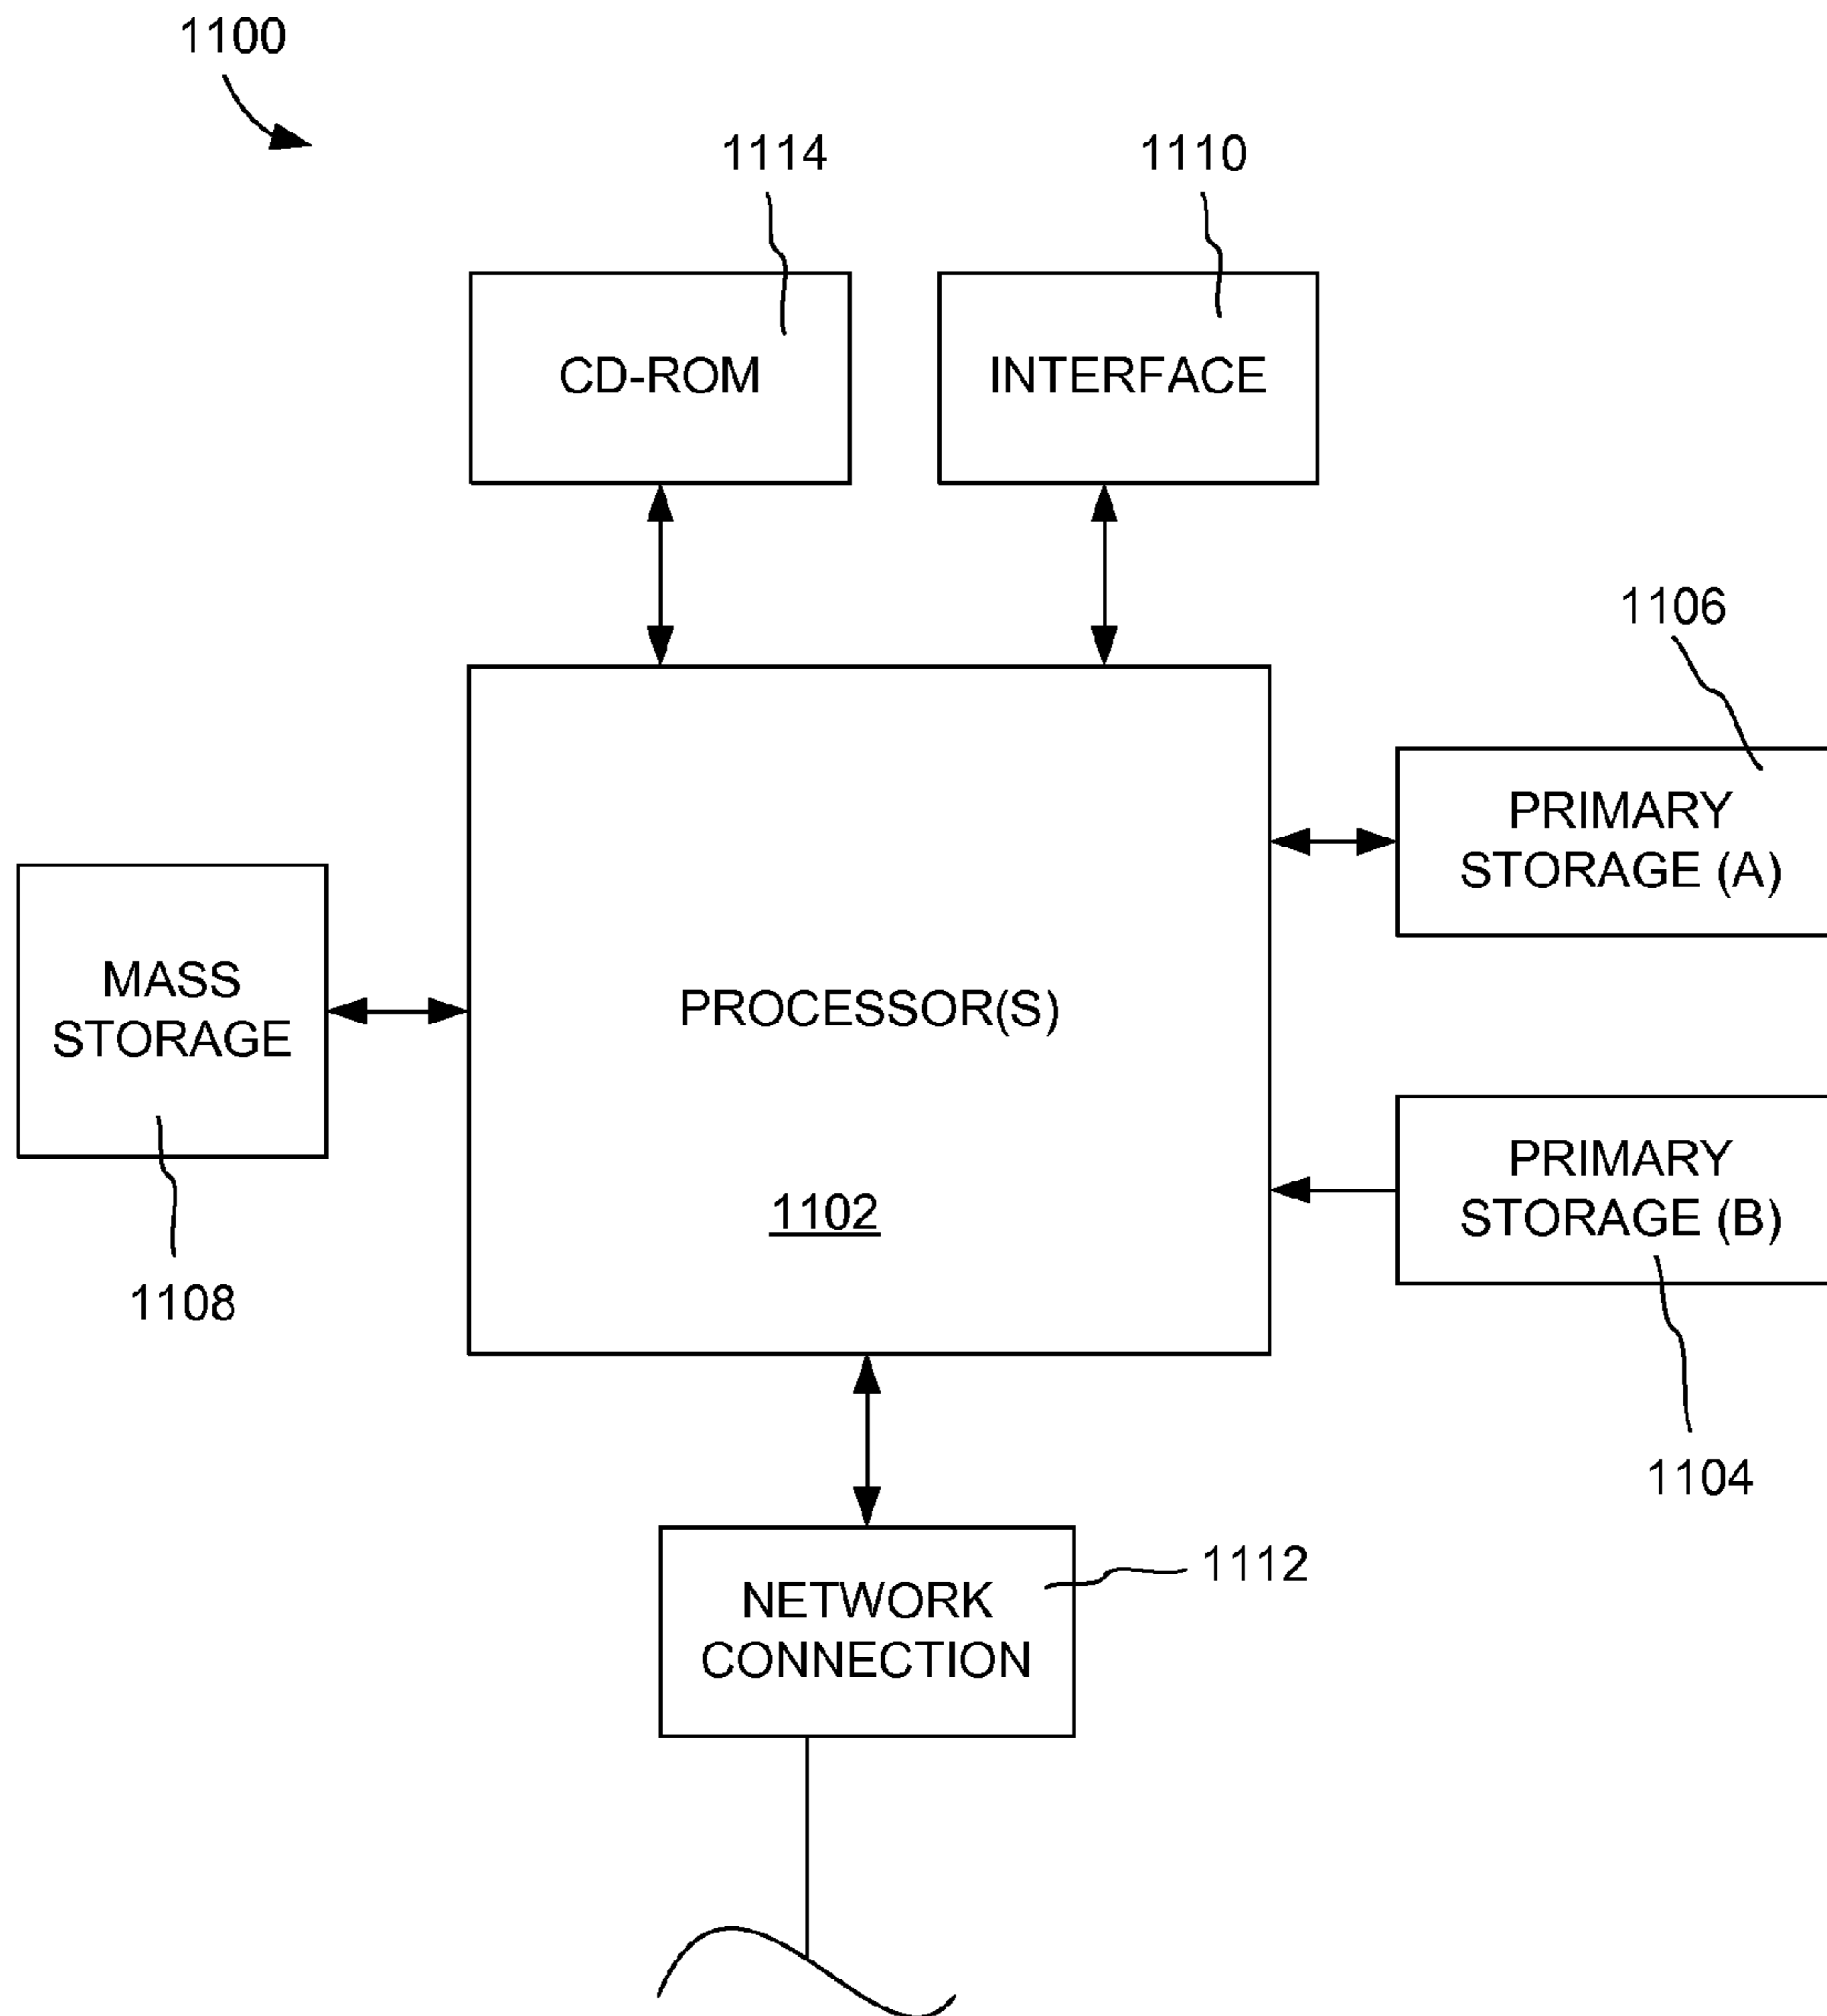 1100
1114
1110
CD-ROM
INTERFACE
1106
PRIMARY
STORAGE (A)
MASS
STORAGE
PROCESSOR(S)
PRIMARY
STORAGE (B)
1102
1108
1104
1112
NETWORK
CONNECTION